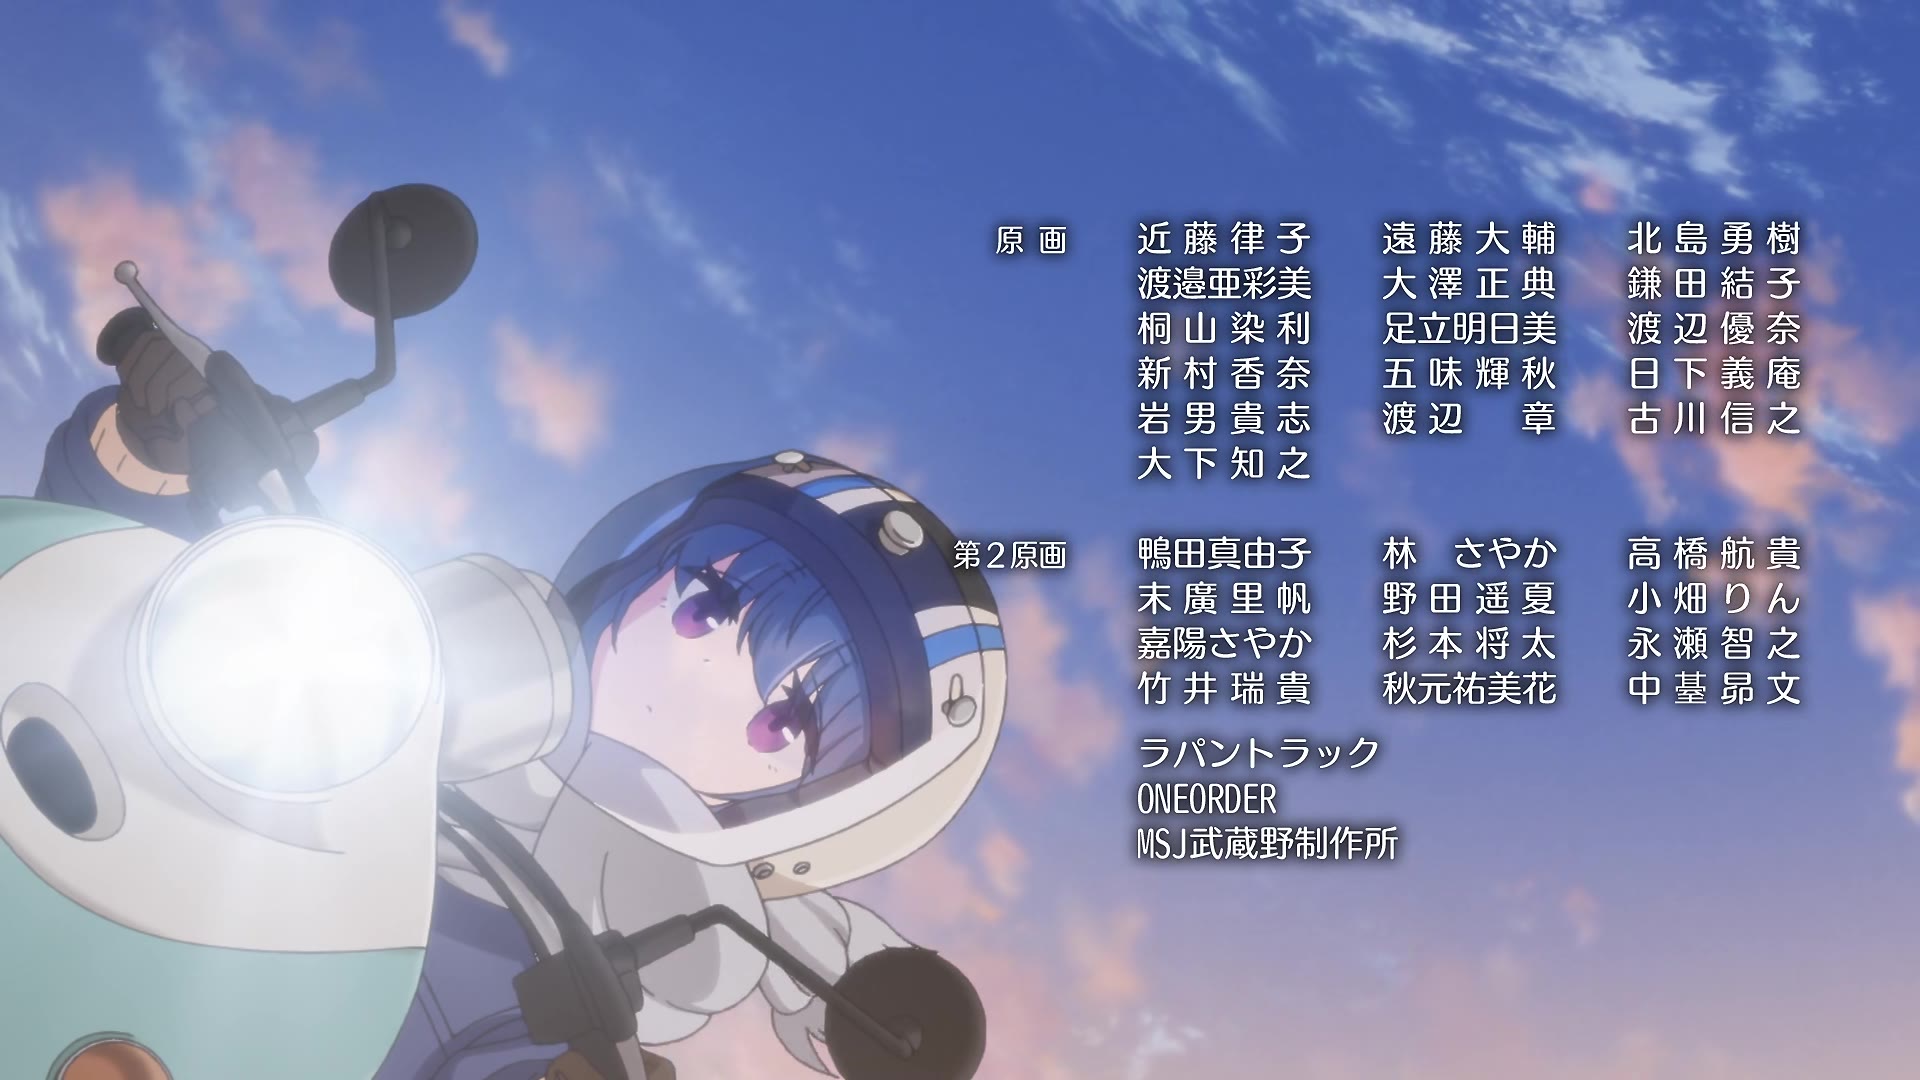 原画 近藤律子 遠藤大輔 北島勇樹
渡邉亜彩美 大澤正典 鎌田結子
桐山染利 足立明日美 渡辺優奈
新村香奈 五味輝秋 日下義庵
岩男貴志 渡辺 章 古川信之
大下知之
第2原画 鴨田真由子 林 さやか 高橋航貴
末廣里帆 野田遥夏 小畑りん
嘉陽さやか 杉本将太 永瀬智之
竹井瑞貴 秋元祐美花 中䑓昴文
ラパントラック
ONEORDER
MSJ武蔵野制作所